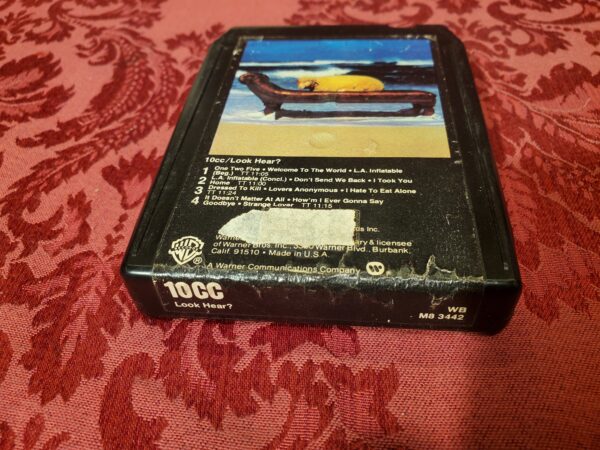 10cc/Look Hear?
1 One Two Five • Welcome To The World • L.A. Inflatable
(Beg.) TT 11:05
2 L.A. Inflatable (Concl.) • Don't Send We Back • I Took You
Home TT 11:00
3 Dressed To Kill • Lovers Anonymous • I Hate To Eat Alone
TT 11:24
4 It Doesn't Matter At All • How'm I Ever Gonna Say
Goodbye • Strange Lover TT 11:15
Inc.
& licensee
of Warner Bros. Inc., Warner Blvd., Burbank,
Calif. 91510 • Made in U.S.A.
A Warner Communications Company
10CC
Look Hear?
WB
M8 3442